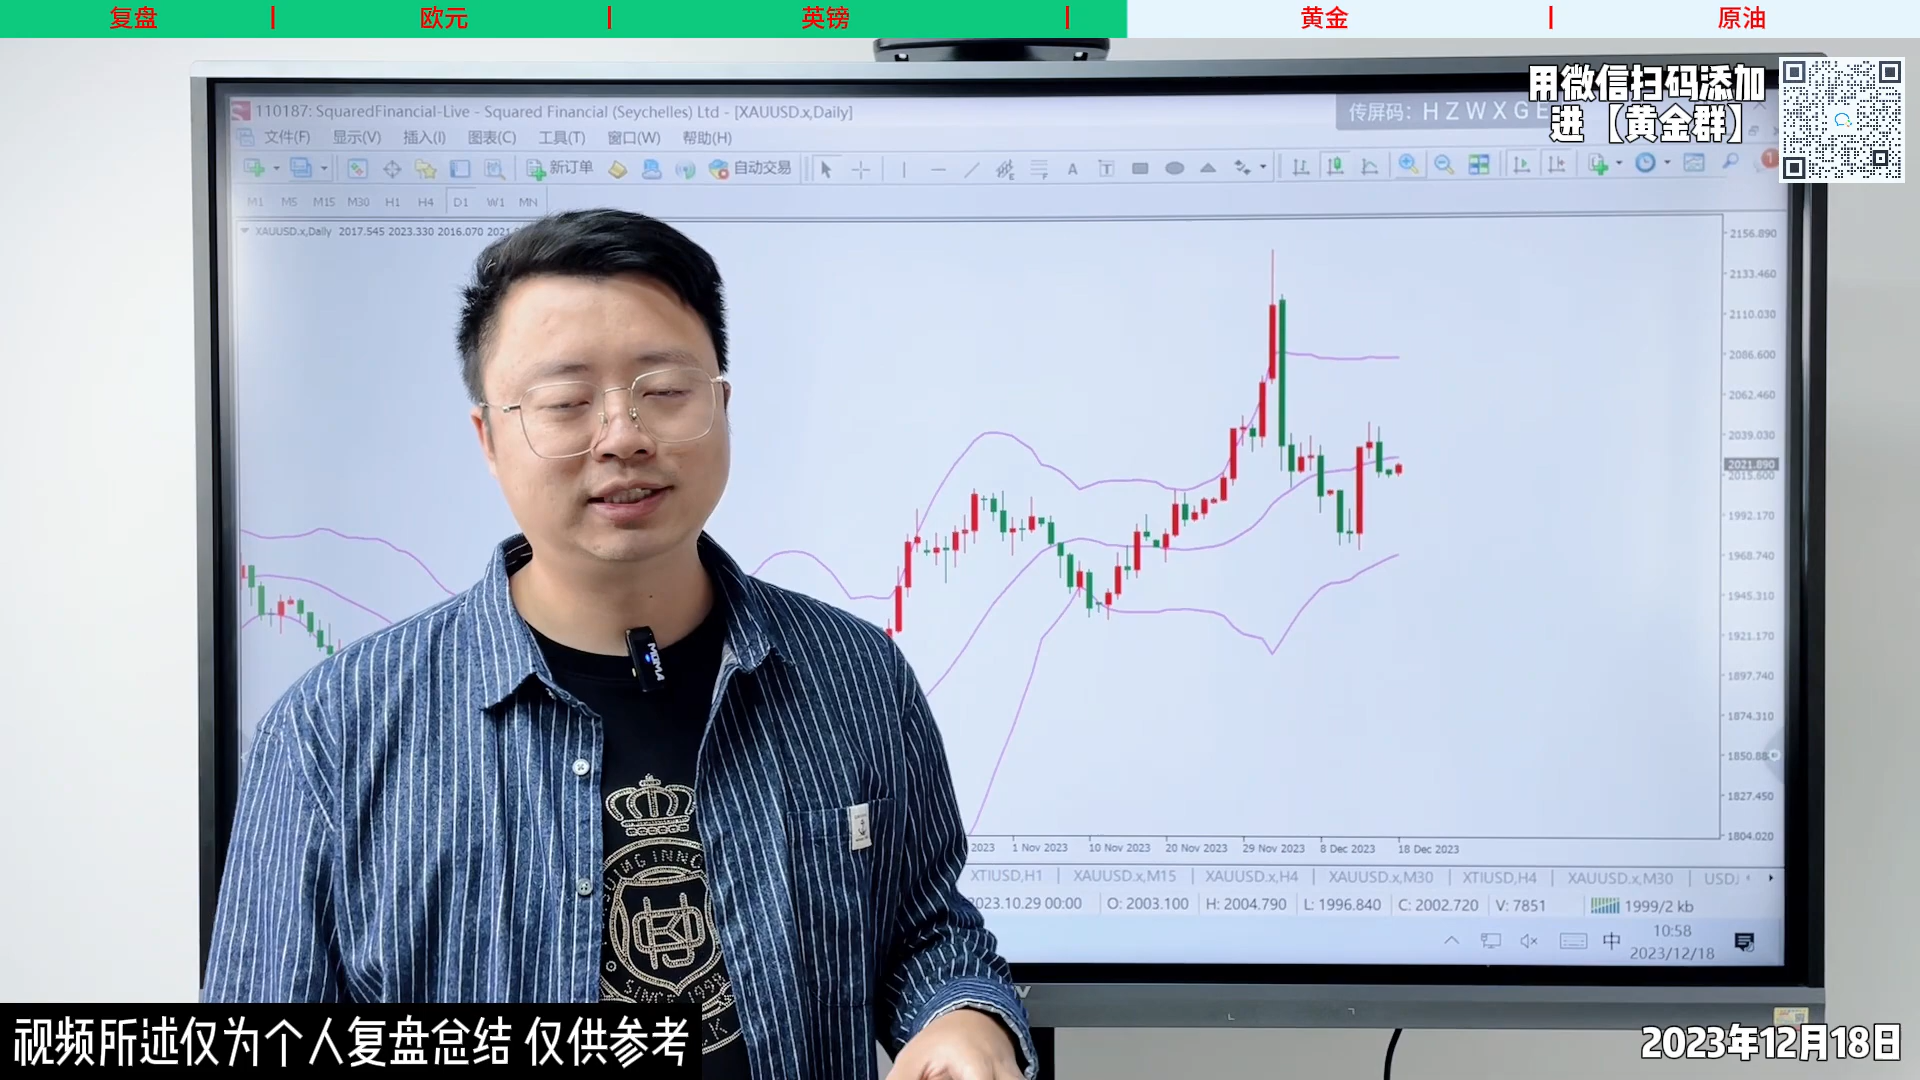 复盘 | 欧元 | 英镑 | 黄金 | 原油
用微信扫码添加
进【黄金群】
110187: SquaredFinancial-Live - Squared Financial (Seychelles) Ltd - [XAUUSD.x,Daily]
传屏码: HZWXGE
文件(F) 显示(V) 插入(I) 图表(C) 工具(T) 窗口(W) 帮助(H)
新订单 自动交易
M1 M5 M15 M30 H1 H4 D1 W1 MN
XAUUSD.x,Daily 2017.545 2023.330 2016.070 2021
2156.890
2133.460
2110.030
2086.600
2062.460
2039.030
2021.890
2015.600
1992.170
1968.740
1945.310
1921.170
1897.740
1874.310
1850.88
1827.450
1804.020
2023 1 Nov 2023 10 Nov 2023 20 Nov 2023 29 Nov 2023 8 Dec 2023 18 Dec 2023
XTIUSD,H1 XAUUSD.x,M15 XAUUSD.x,H4 XAUUSD.x,M30 XTIUSD,H4 XAUUSD.x,M30 USD
2023.10.29 00:00 O: 2003.100 H: 2004.790 L: 1996.840 C: 2002.720 V: 7851 1999/2 kb
中 10:58
2023/12/18
MOMA
SINCE 199
视频所述仅为个人复盘总结 仅供参考
2023年12月18日